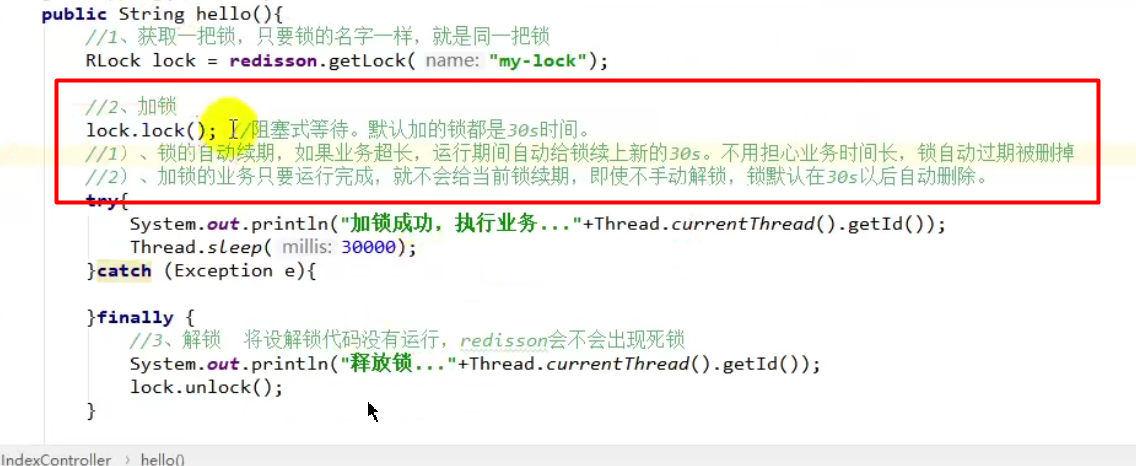 public String hello(){
//1、获取一把锁，只要锁的名字一样，就是同一把锁
RLock lock = redisson.getLock( name: "my-lock");
//2、加锁
lock.lock(); //阻塞式等待。默认加的锁都是30s时间。
//1）、锁的自动续期，如果业务超长，运行期间自动给锁续上新的30s。不用担心业务时间长，锁自动过期被删掉
//2）、加锁的业务只要运行完成，就不会给当前锁续期，即使不手动解锁，锁默认在30s以后自动删除。
try{
System.out.println("加锁成功，执行业务..."+Thread.currentThread().getId());
Thread.sleep( millis: 30000);
}catch (Exception e){
}finally {
//3、解锁 将设解锁代码没有运行，redisson会不会出现死锁
System.out.println("释放锁..."+Thread.currentThread().getId());
lock.unlock();
}
IndexController › hello()